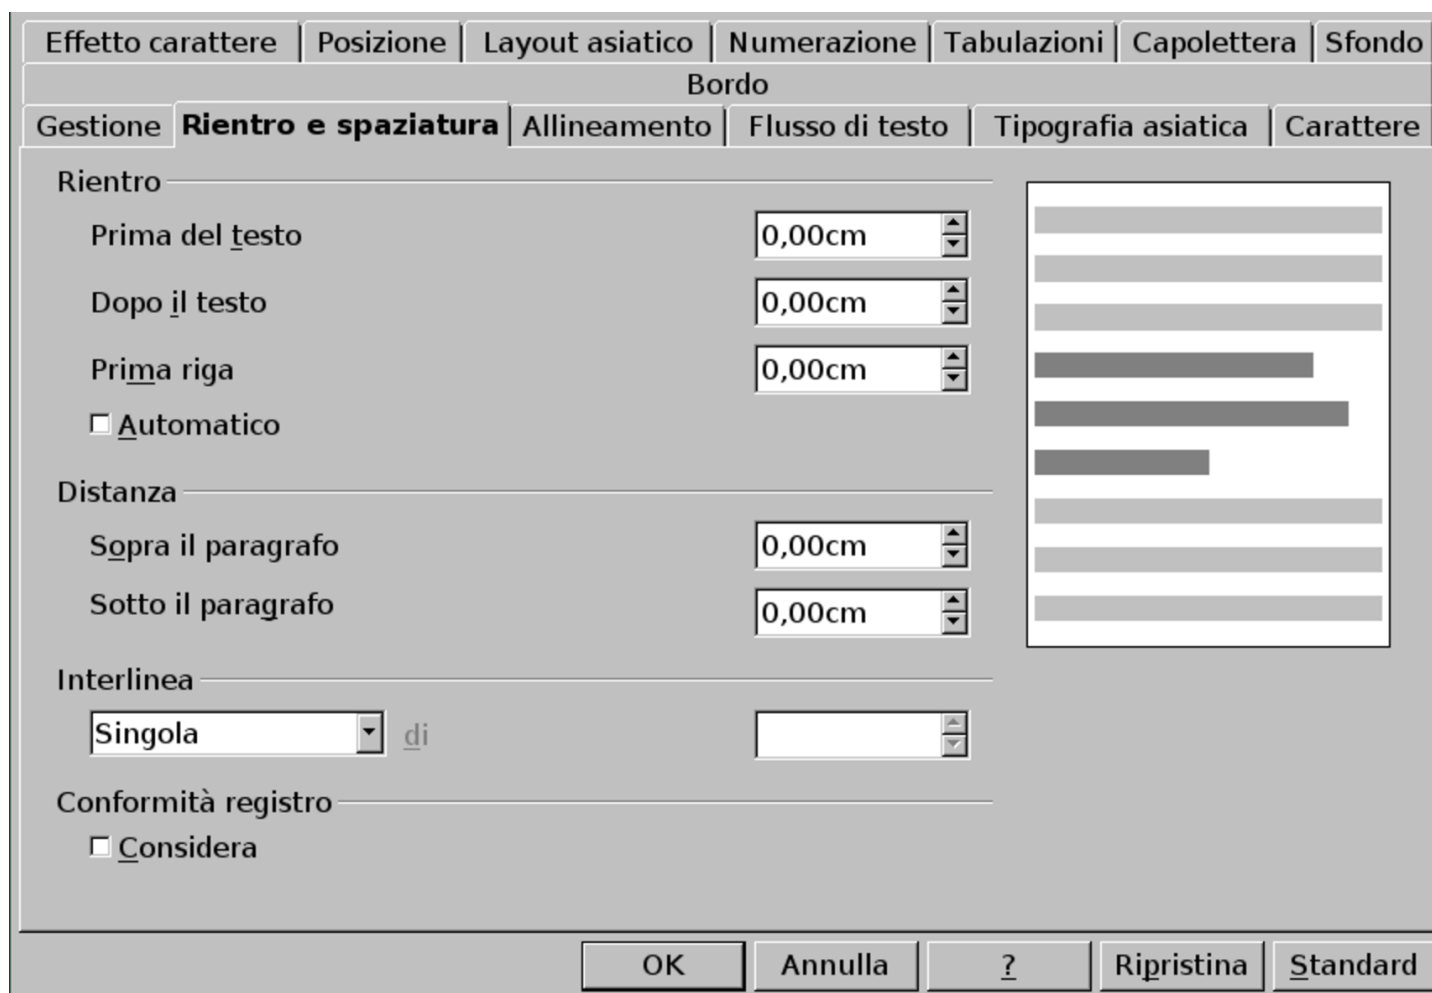 Effetto carattere Posizione Layout asiatico Numerazione Tabulazioni Capolettera Sfondo
Bordo
Gestione Rientro e spaziatura Allineamento Flusso di testo Tipografia asiatica Carattere
Rientro
Prima del testo 0,00cm
Dopo il testo 0,00cm
Prima riga 0,00cm
Automatico
Distanza
Sopra il paragrafo 0,00cm
Sotto il paragrafo 0,00cm
Interlinea
Singola di
Conformità registro
Considera
OK Annulla ? Ripristina Standard